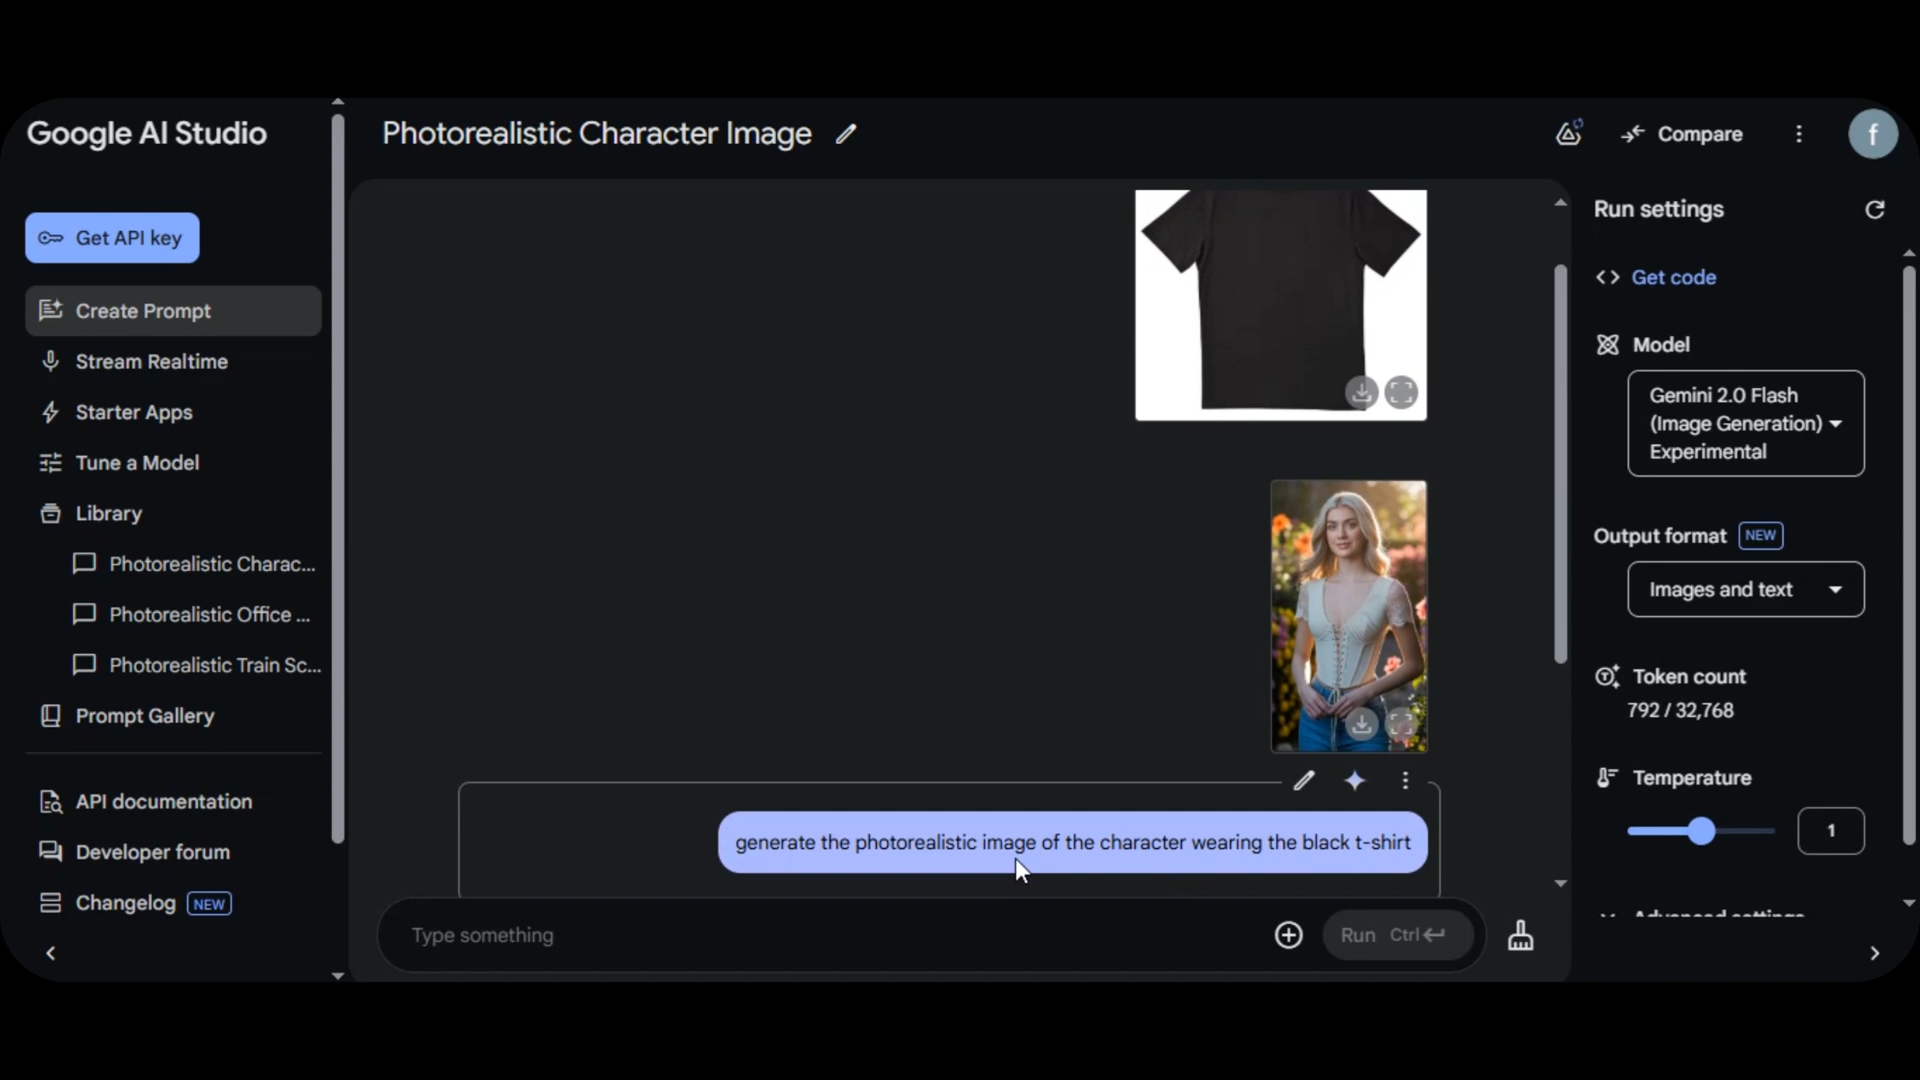 Google AI Studio
Get API key
Create Prompt
Stream Realtime
Starter Apps
Tune a Model
Library
Photorealistic Charac...
Photorealistic Office ...
Photorealistic Train Sc...
Prompt Gallery
API documentation
Developer forum
Changelog NEW
Photorealistic Character Image
Compare
f
generate the photorealistic image of the character wearing the black t-shirt
Type something
Run Ctrl
Run settings
Get code
Model
Gemini 2.0 Flash
(Image Generation)
Experimental
Output format NEW
Images and text
Token count
792 / 32,768
Temperature
1
Advanced settings